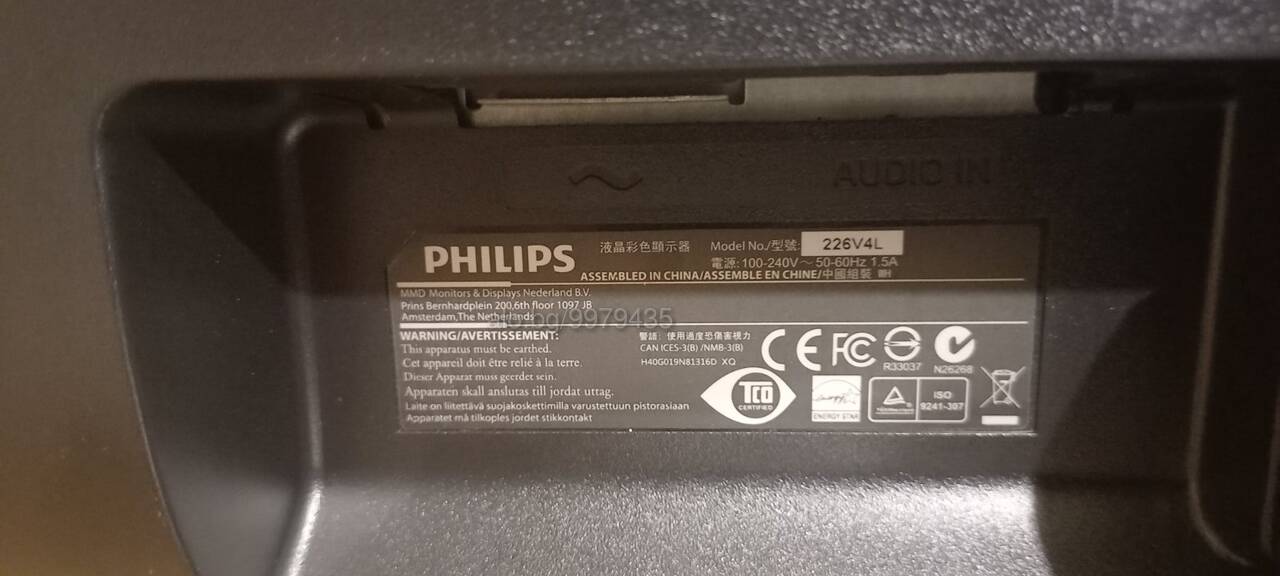 AUDIO IN
PHILIPS 液晶彩色顯示器 Model No./型號: 226V4L
電源: 100-240V～ 50-60Hz 1.5A
ASSEMBLED IN CHINA/ASSEMBLE EN CHINE/中國組裝
MMD Monitors & Displays Nederland B.V.
Prins Bernhardplein 200,6th floor 1097 JB
Amsterdam,The Netherlands
WARNING/AVERTISSEMENT:
This apparatus must be earthed.
Cet appareil doit être relié à la terre.
Dieser Apparat muss geerdet sein.
Apparaten skall anslutas till jordat uttag.
Laite on liitettävä suojakoskettimilla varustettuun pistorasiaan
Apparatet må tilkoples jordet stikkontakt
警語: 使用過度恐傷害視力
CAN ICES-3(B) /NMB-3(B)
H40G019N81316D XQ
CE FC
R33037
N26268
TCO
CERTIFIED
ENERGY STAR
ISO
9241-307
/9979435